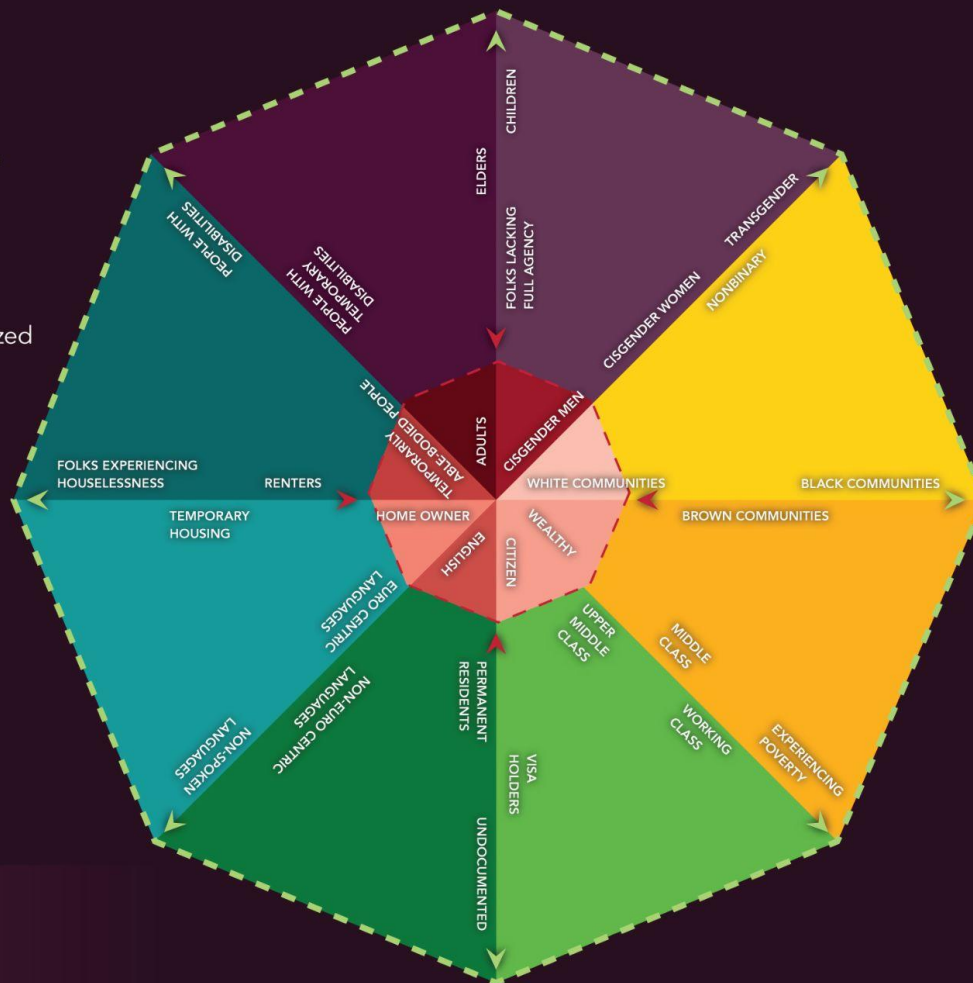 CHILDREN
ELDERS
FOLKS LACKING
FULL AGENCY
ADULTS
TRANSGENDER
NONBINARY
CISGENDER WOMEN
CISGENDER MEN
BLACK COMMUNITIES
BROWN COMMUNITIES
WHITE COMMUNITIES
WEALTHY
UPPER
MIDDLE
CLASS
MIDDLE
CLASS
WORKING
CLASS
EXPERIENCING
POVERTY
CITIZEN
PERMANENT
RESIDENTS
VISA
HOLDERS
UNDOCUMENTED
ENGLISH
EURO CENTRIC
LANGUAGES
NON-EURO CENTRIC
LANGUAGES
NON-SPOKEN
LANGUAGES
HOME OWNER
RENTERS
TEMPORARY
HOUSING
FOLKS EXPERIENCING
HOUSELESSNESS
TEMPORARILY
ABLE-BODIED PEOPLE
PEOPLE WITH
TEMPORARY
DISABILITIES
PEOPLE WITH
DISABILITIES